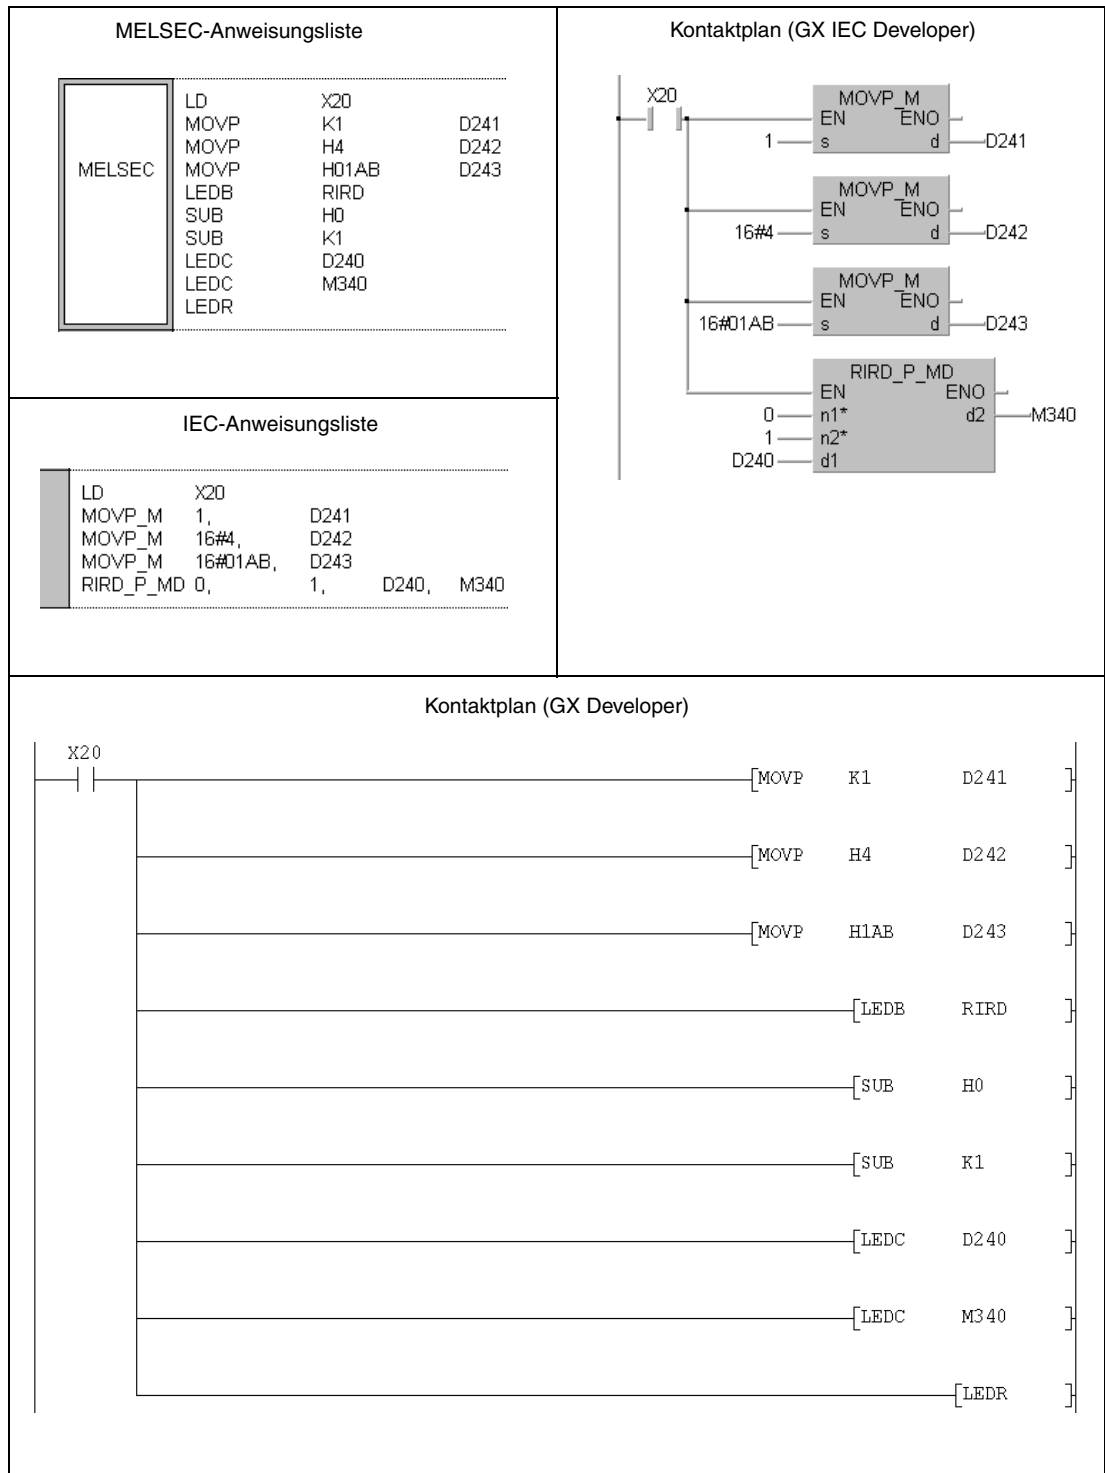 MELSEC-Anweisungsliste
MELSEC
LD X20
MOVP K1 D241
MOVP H4 D242
MOVP H01AB D243
LEDB RIRD
SUB H0
SUB K1
LEDC D240
LEDC M340
LEDR
Kontaktplan (GX IEC Developer)
X20
MOVP_M
EN ENO
1 s d D241
MOVP_M
EN ENO
16#4 s d D242
MOVP_M
EN ENO
16#01AB s d D243
RIRD_P_MD
EN ENO
0 n1* d2 M340
1 n2*
D240 d1
IEC-Anweisungsliste
LD X20
MOVP_M 1, D241
MOVP_M 16#4, D242
MOVP_M 16#01AB, D243
RIRD_P_MD 0, 1, D240, M340
Kontaktplan (GX Developer)
X20
[MOVP K1 D241 ]
[MOVP H4 D242 ]
[MOVP H1AB D243 ]
[LEDB RIRD ]
[SUB H0 ]
[SUB K1 ]
[LEDC D240 ]
[LEDC M340 ]
[LEDR ]